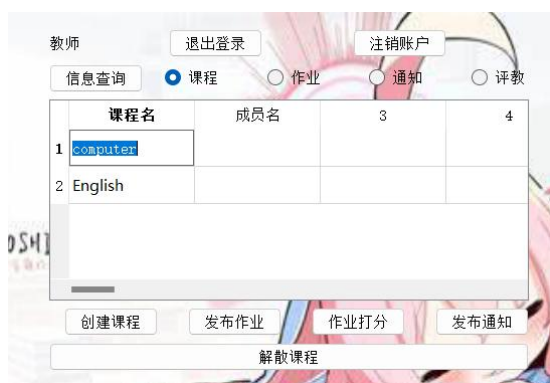 教师 退出登录 注销账户
信息查询 课程 作业 通知 评教
课程名 成员名 3 4
1 computer
2 English
创建课程 发布作业 作业打分 发布通知
解散课程